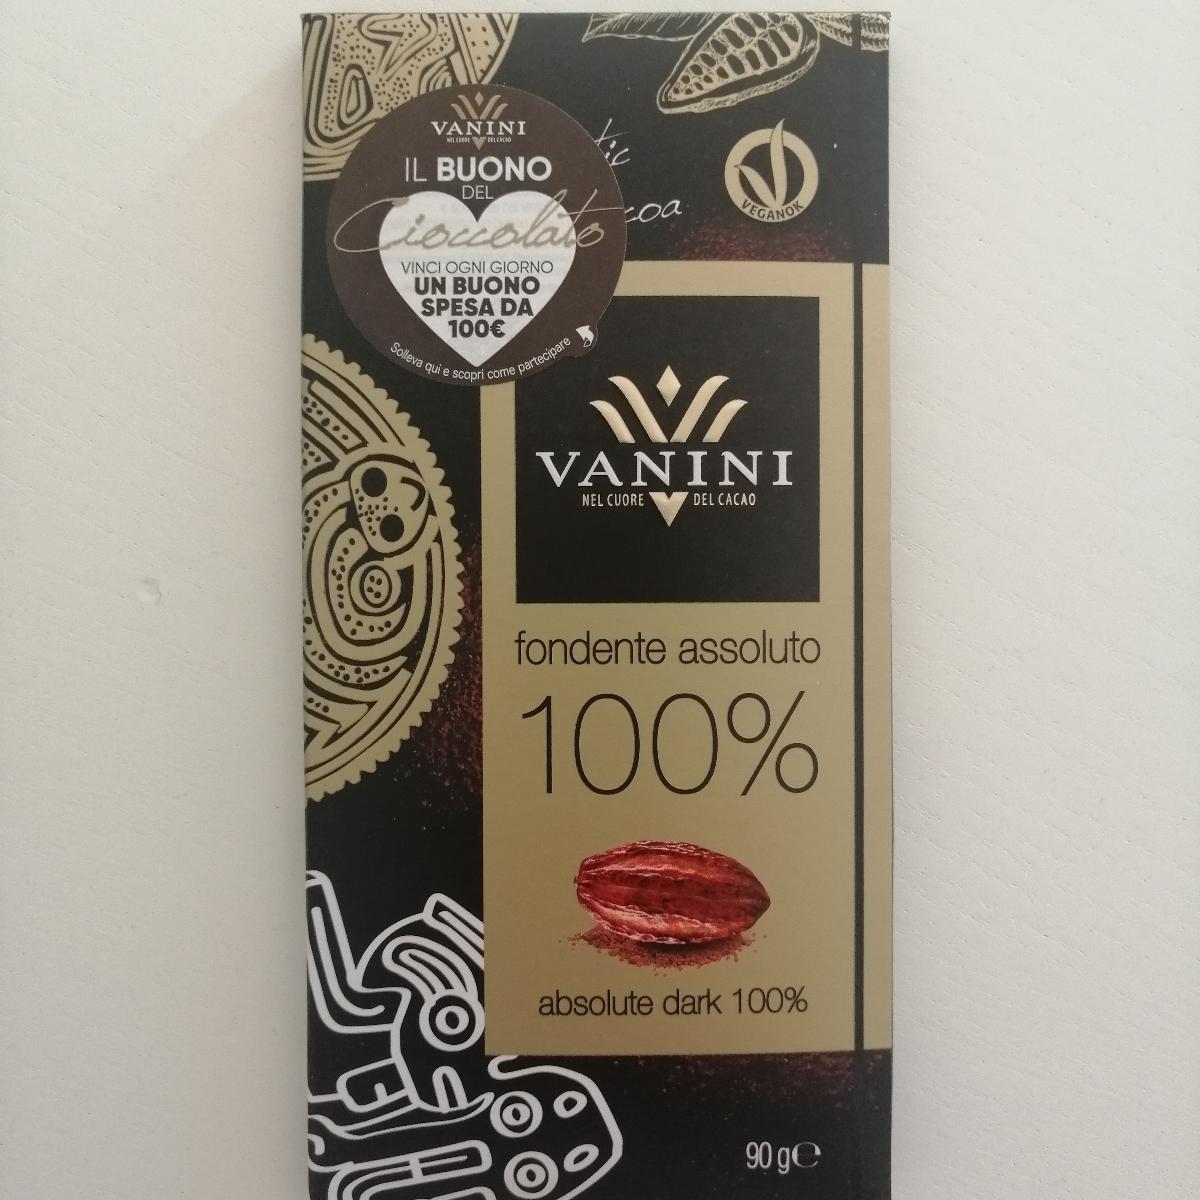 VANINI
NEL CUORE DEL CACAO
IL BUONO
DEL
Cioccolato
VINCI OGNI GIORNO
UN BUONO
SPESA DA
100€
Solleva qui e scopri come partecipare
VEGANOK
VANINI
NEL CUORE DEL CACAO
fondente assoluto
100%
absolute dark 100%
90 g℮